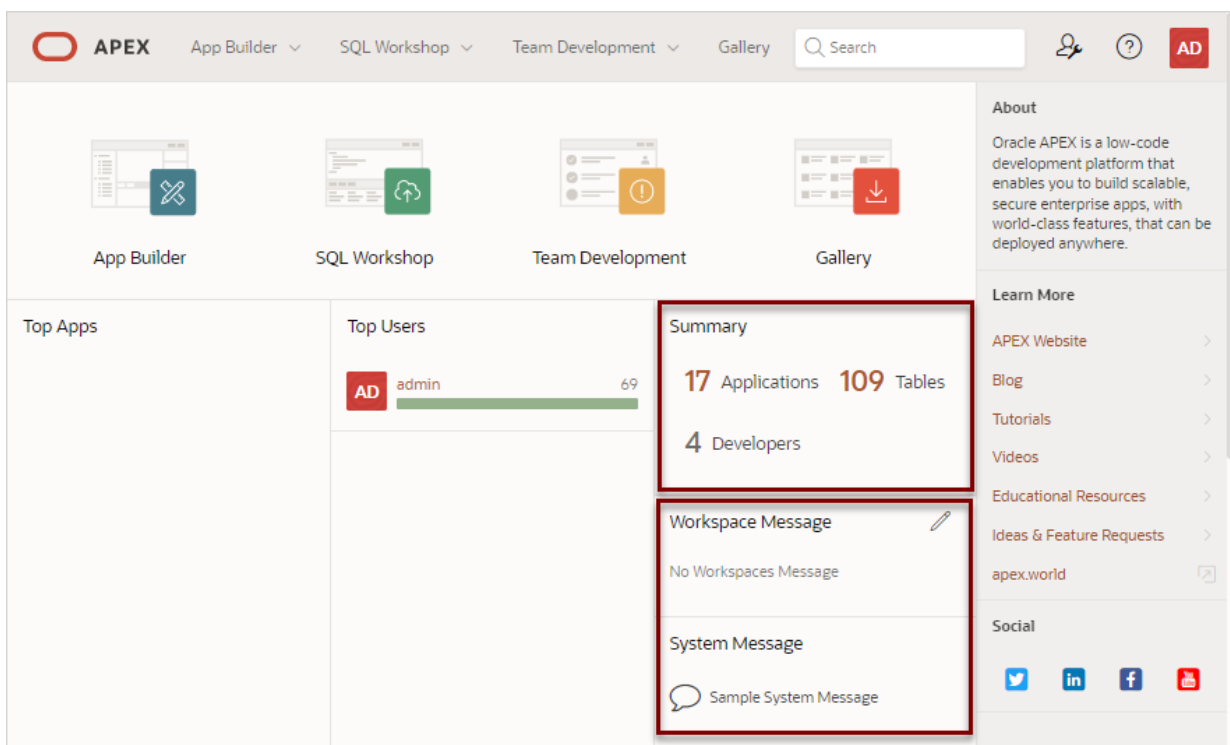 APEX
App Builder
SQL Workshop
Team Development
Gallery
Search
AD
App Builder
SQL Workshop
Team Development
Gallery
Top Apps
Top Users
AD
admin
69
Summary
17 Applications
109 Tables
4 Developers
Workspace Message
No Workspaces Message
System Message
Sample System Message
About
Oracle APEX is a low-code
development platform that
enables you to build scalable,
secure enterprise apps, with
world-class features, that can be
deployed anywhere.
Learn More
APEX Website
Blog
Tutorials
Videos
Educational Resources
Ideas & Feature Requests
apex.world
Social